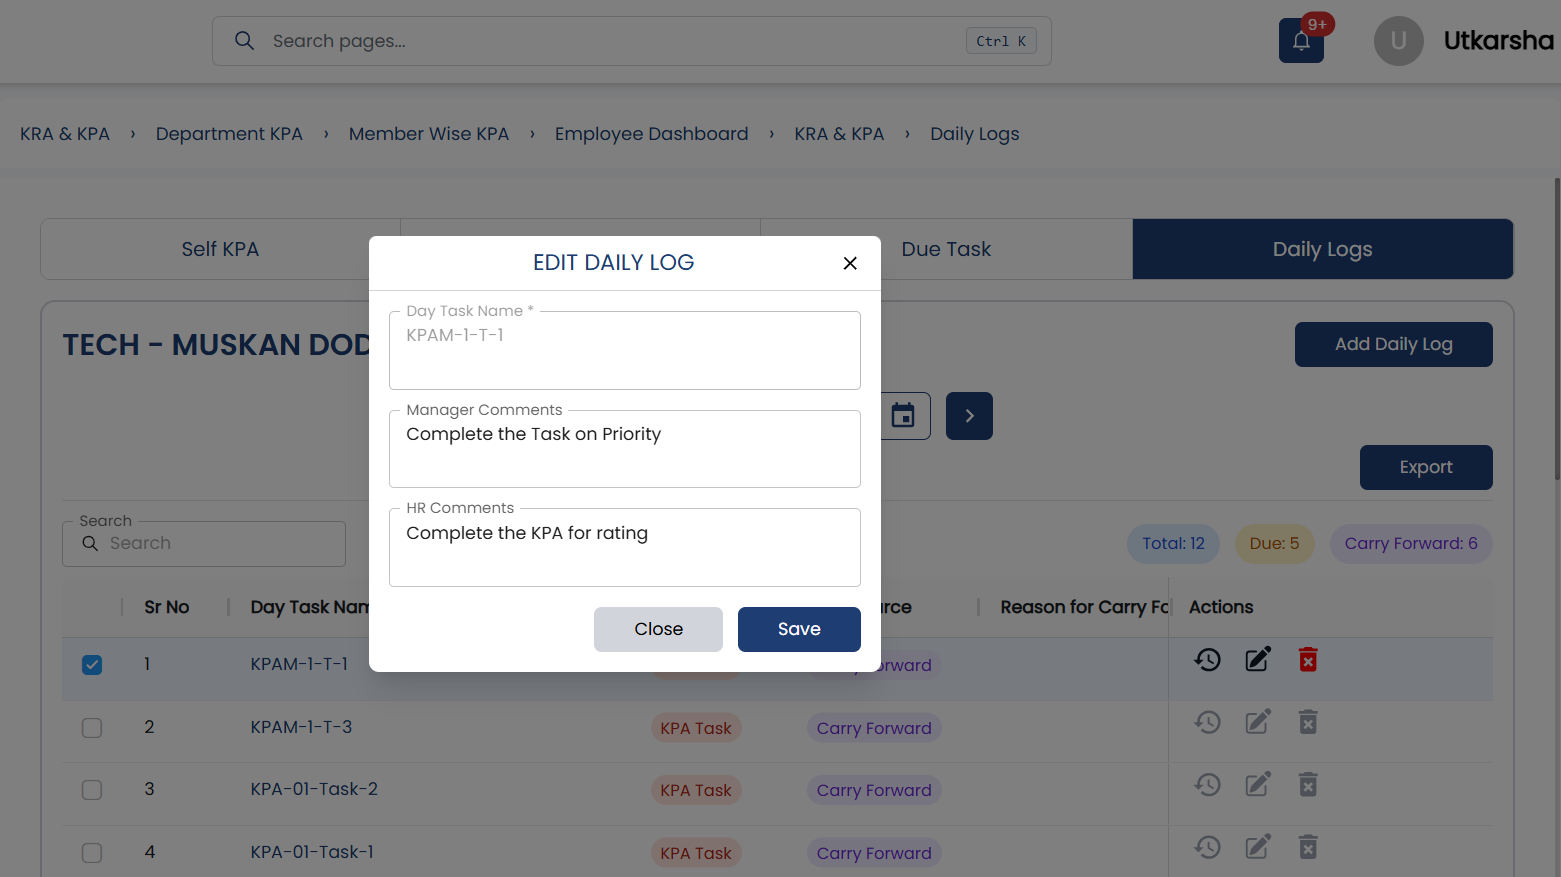 Search pages...
Ctrl K
9+
U
Utkarsha
KRA & KPA › Department KPA › Member Wise KPA › Employee Dashboard › KRA & KPA › Daily Logs
Self KPA
Due Task
Daily Logs
TECH - MUSKAN
Add Daily Log
Export
Search
Search
Total: 12
Due: 5
Carry Forward: 6
EDIT DAILY LOG
Day Task Name *
KPAM-1-T-1
Manager Comments
Complete the Task on Priority
HR Comments
Complete the KPA for rating
Close
Save
Sr No
Day Task
Reason for Carry
Actions
1 KPAM-1-T-1
2 KPAM-1-T-3 KPA Task Carry Forward
3 KPA-01-Task-2 KPA Task Carry Forward
4 KPA-01-Task-1 KPA Task Carry Forward